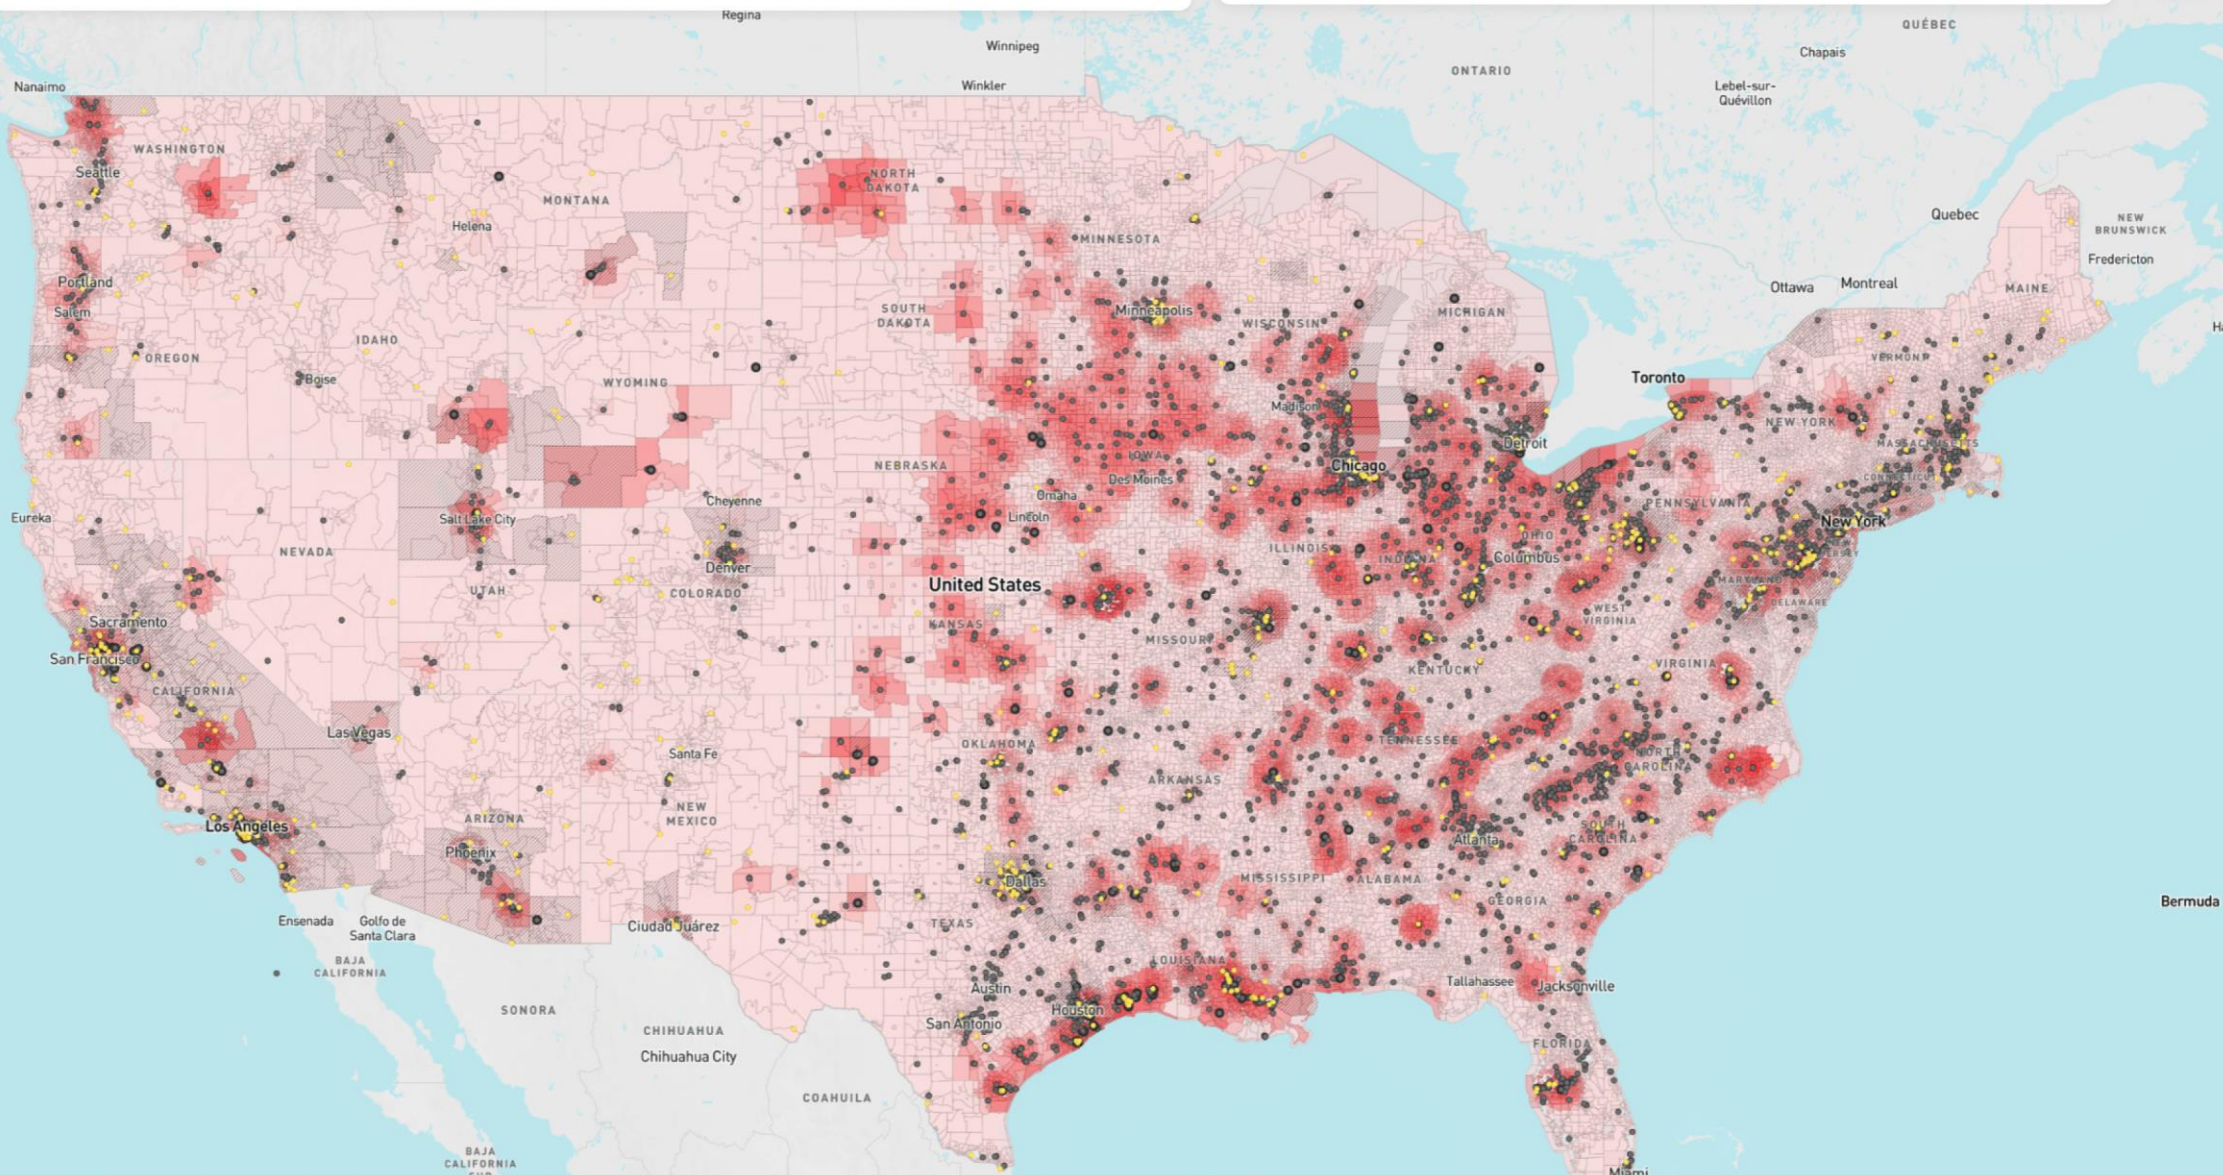 Regina
QUÉBEC
Winnipeg
Chapais
ONTARIO
Nanaimo
Winkler
Lebel-sur-
Quévillon
WASHINGTON
Seattle
NORTH
DAKOTA
MONTANA
Helena
Quebec
NEW
BRUNSWICK
MINNESOTA
Fredericton
Portland
Ottawa
Montreal
MAINE
Salem
SOUTH
DAKOTA
Minneapolis
WISCONSIN
MICHIGAN
Ha
IDAHO
OREGON
VERMONT
Boise
WYOMING
Toronto
Madison
NEW YORK
Detroit
MASSACHUSETTS
NEBRASKA
IOWA
Chicago
CONNECTICUT
Des Moines
Omaha
Cheyenne
PENNSYLVANIA
Eureka
Salt Lake City
Lincoln
New York
OHIO
NEVADA
ILLINOIS
INDIANA
Columbus
Denver
United States
MARYLAND
UTAH
COLORADO
DELAWARE
WEST
VIRGINIA
Sacramento
KANSAS
MISSOURI
San Francisco
KENTUCKY
VIRGINIA
CALIFORNIA
Las Vegas
OKLAHOMA
TENNESSEE
Santa Fe
NORTH
CAROLINA
ARKANSAS
NEW
MEXICO
ARIZONA
Los Angeles
SOUTH
CAROLINA
Atlanta
Phoenix
Dallas
MISSISSIPPI
ALABAMA
GEORGIA
Bermuda
Ensenada
Golfo de
Santa Clara
Ciudad Juárez
TEXAS
BAJA
CALIFORNIA
LOUISIANA
Tallahassee
Jacksonville
Austin
SONORA
Houston
San Antonio
CHIHUAHUA
FLORIDA
Chihuahua City
COAHUILA
BAJA
CALIFORNIA
SUR
Miami